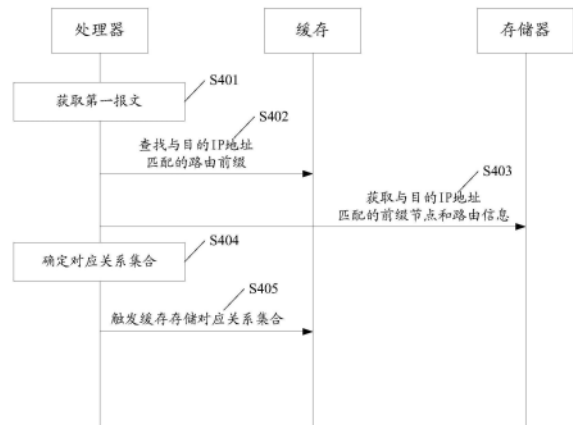 处理器
缓存
存储器
S401
获取第一报文
S402
查找与目的IP地址
匹配的路由前缀
S403
获取与目的IP地址
匹配的前缀节点和路由信息
S404
确定对应关系集合
S405
触发缓存存储对应关系集合